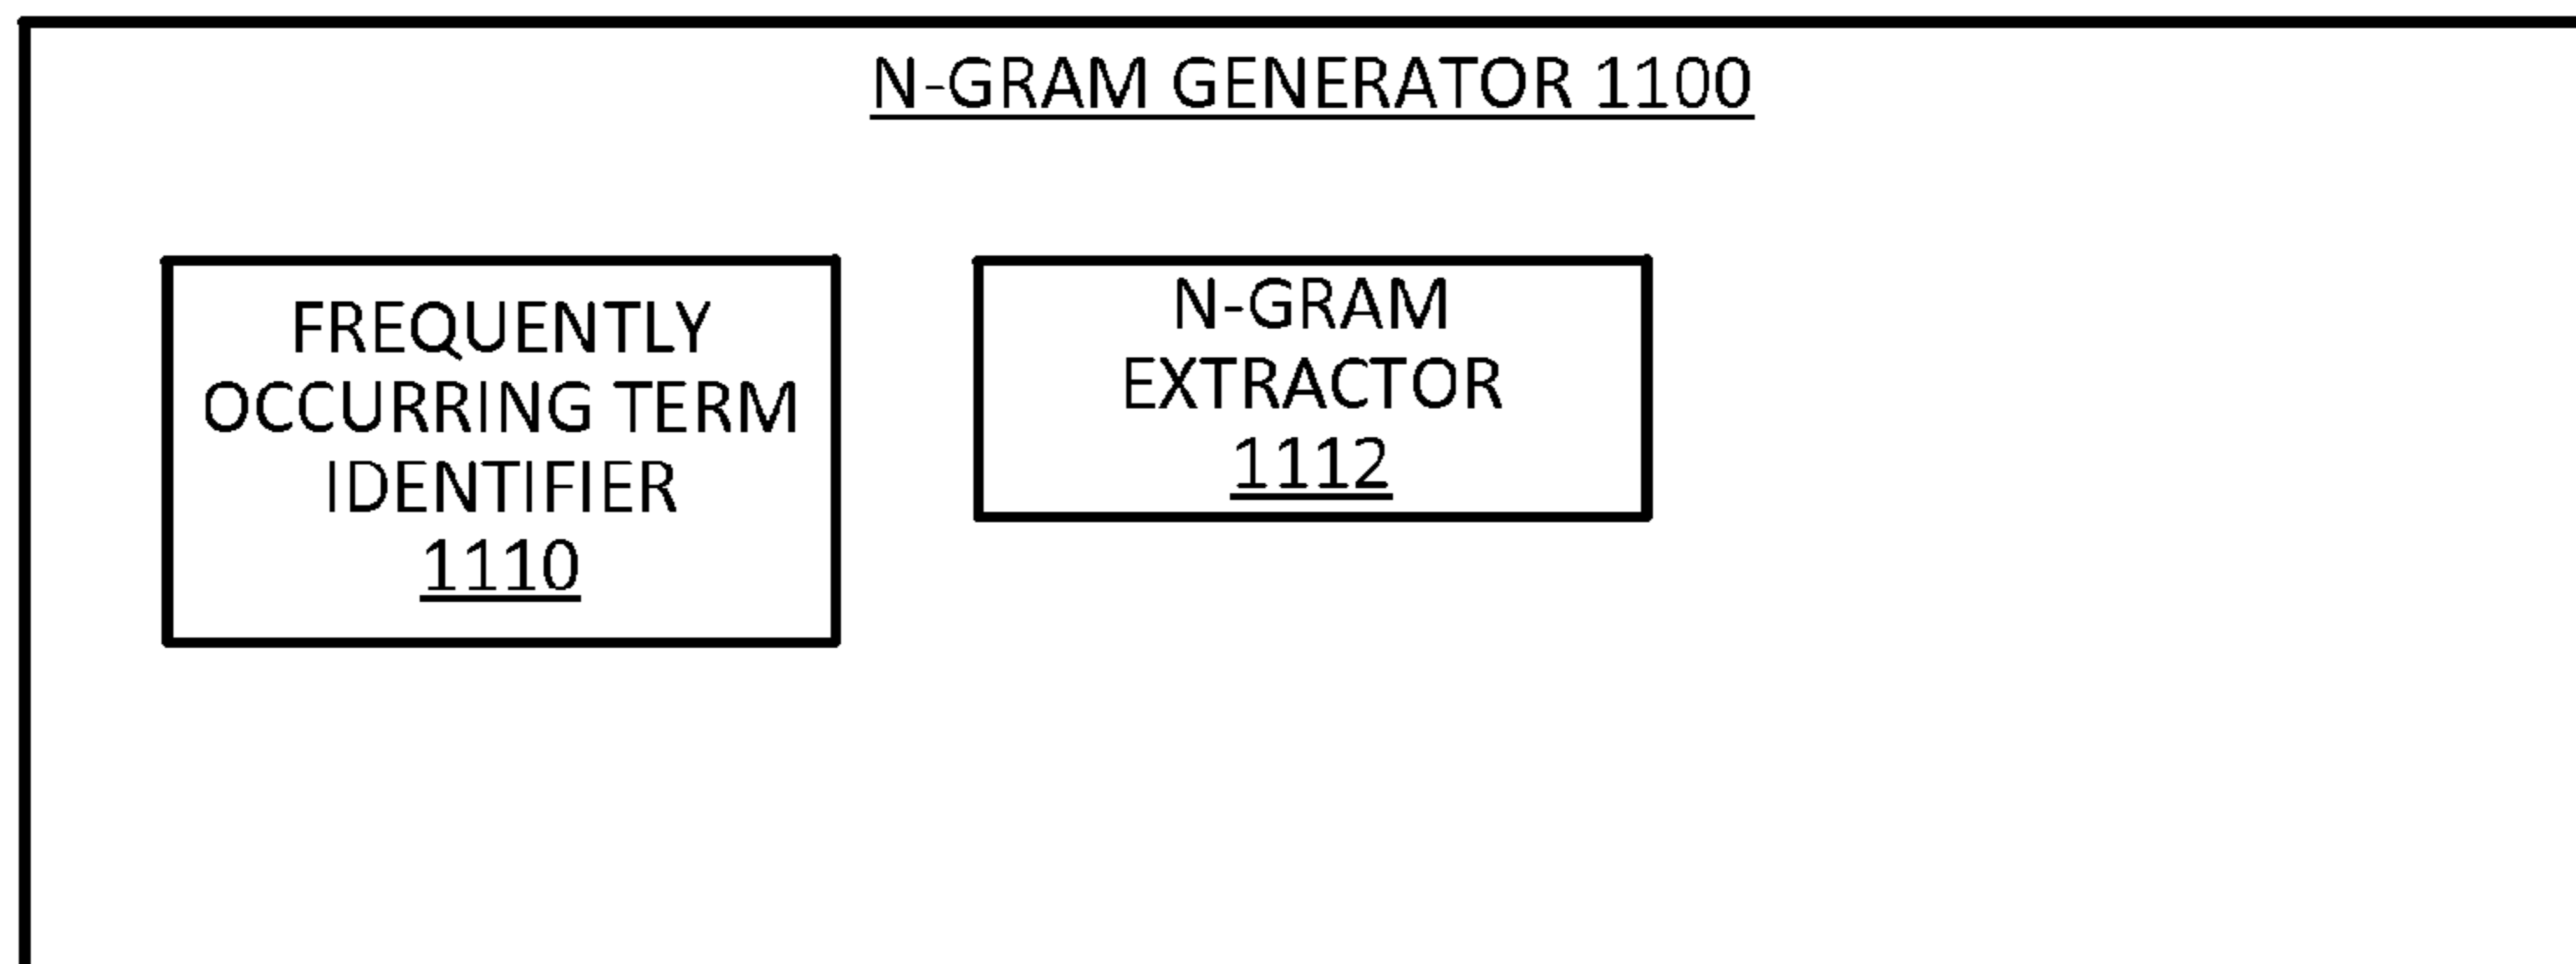 N-GRAM GENERATOR 1100
FREQUENTLY
OCCURRING TERM
IDENTIFIER
1110
N-GRAM
EXTRACTOR
1112